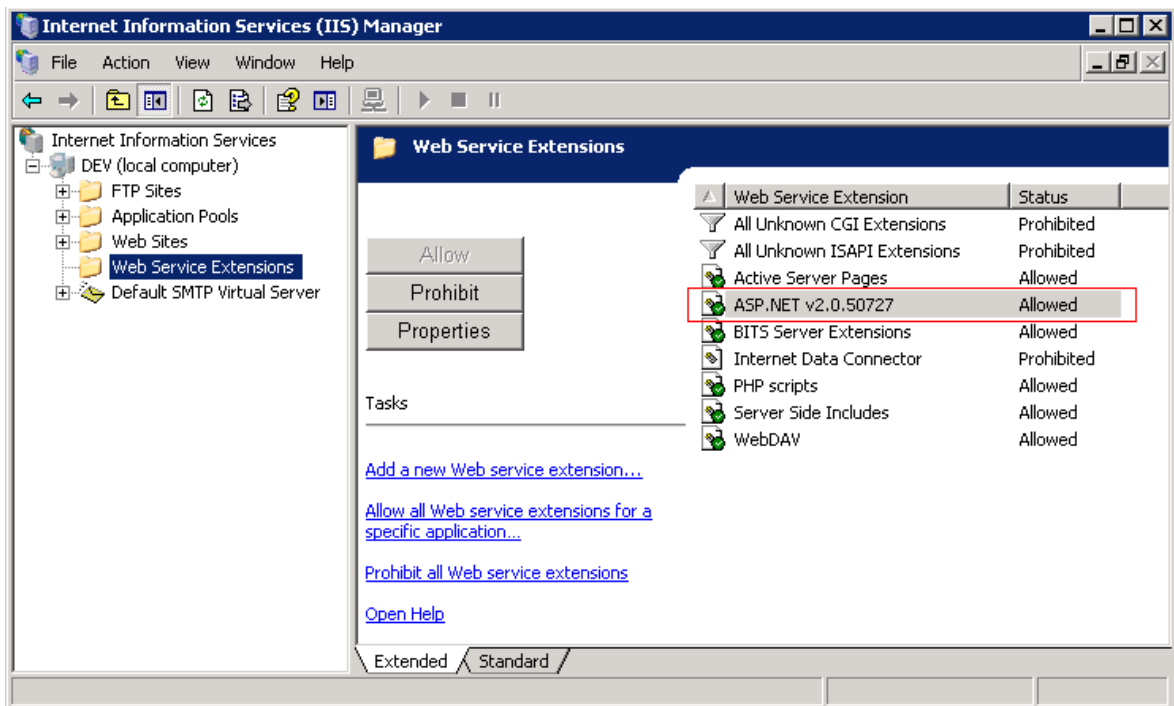 Internet Information Services (IIS) Manager
File Action View Window Help
Internet Information Services
DEV (local computer)
FTP Sites
Application Pools
Web Sites
Web Service Extensions
Default SMTP Virtual Server
Web Service Extensions
Allow
Prohibit
Properties
Tasks
Add a new Web service extension...
Allow all Web service extensions for a
specific application...
Prohibit all Web service extensions
Open Help
Web Service Extension Status
All Unknown CGI Extensions Prohibited
All Unknown ISAPI Extensions Prohibited
Active Server Pages Allowed
ASP.NET v2.0.50727 Allowed
BITS Server Extensions Allowed
Internet Data Connector Prohibited
PHP scripts Allowed
Server Side Includes Allowed
WebDAV Allowed
Extended Standard